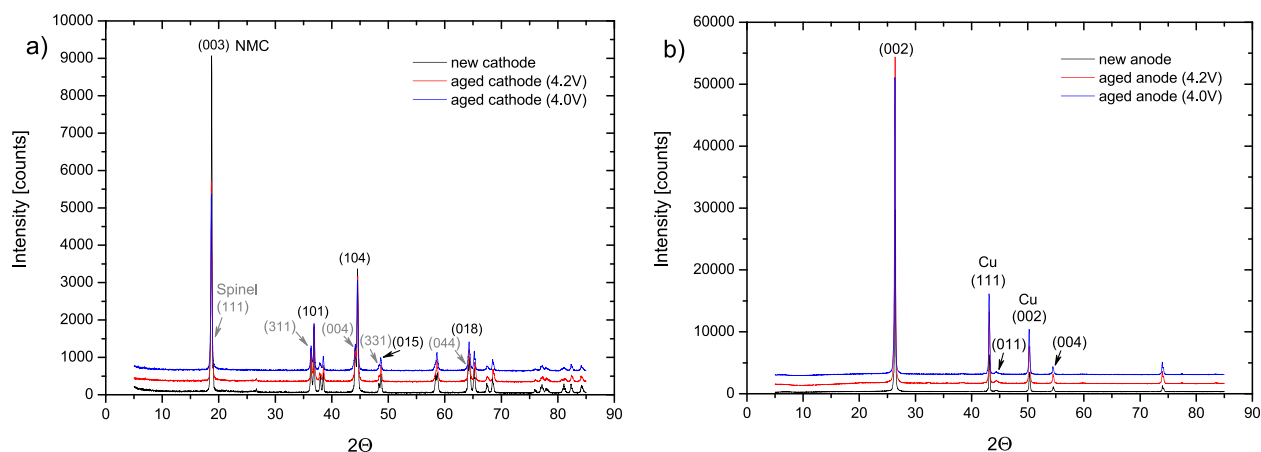 a)
10000
9000
8000
7000
6000
5000
4000
3000
2000
1000
0
Intensity [counts]
(003) NMC
new cathode
aged cathode (4.2V)
aged cathode (4.0V)
Spinel
(111)
(311)
(101)
(004)
(104)
(331)
(015)
(044)
(018)
0 10 20 30 40 50 60 70 80 90
2Θ
b)
60000
50000
40000
30000
20000
10000
0
Intensity [counts]
(002)
new anode
aged anode (4.2V)
aged anode (4.0V)
Cu
(111)
Cu
(002)
(011)
(004)
0 10 20 30 40 50 60 70 80 90
2Θ